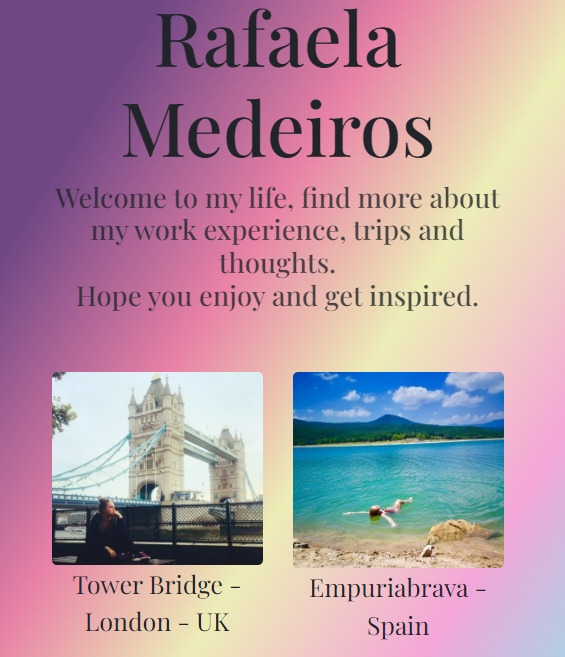 Rafaela
Medeiros
Welcome to my life, find more about
my work experience, trips and
thoughts.
Hope you enjoy and get inspired.
Tower Bridge -
London - UK
Empuriabrava -
Spain